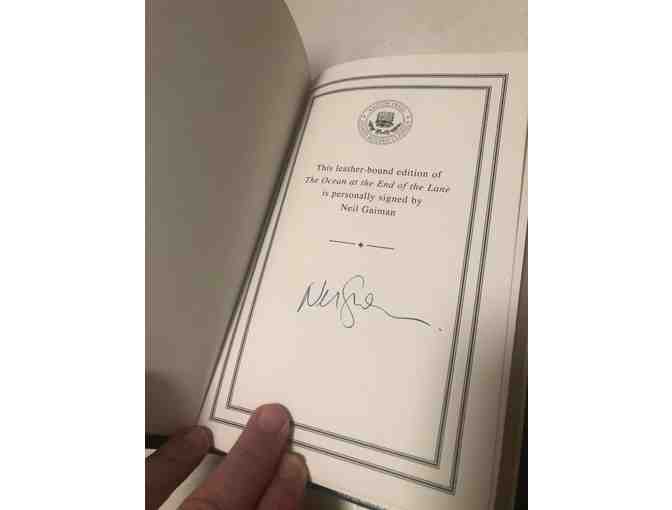 This leather-bound edition of
The Ocean at the End of the Lane
is personally signed by
Neil Gaiman